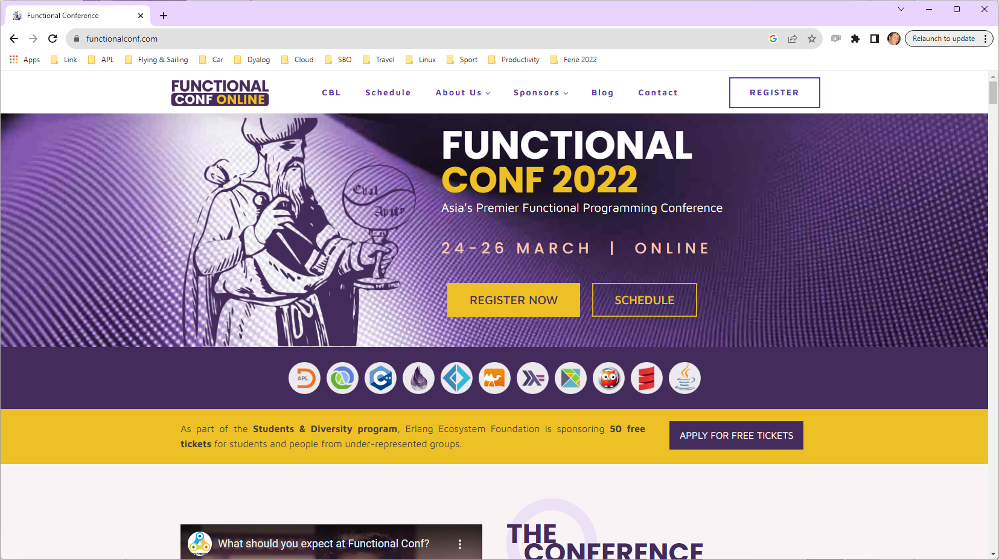 Functional Conference
functionalconf.com
Relaunch to update
Apps Link APL Flying & Sailing Car Dyalog Cloud SBO Travel Linux Sport Productivity Ferie 2022
FUNCTIONAL
CONF ONLINE
CBL Schedule About Us Sponsors Blog Contact REGISTER
Eval
Apply
FUNCTIONAL
CONF 2022
Asia's Premier Functional Programming Conference
24-26 MARCH | ONLINE
REGISTER NOW SCHEDULE
APL
C++
As part of the Students & Diversity program, Erlang Ecosystem Foundation is sponsoring 50 free
tickets for students and people from under-represented groups.
APPLY FOR FREE TICKETS
What should you expect at Functional Conf?
THE
CONFERENCE